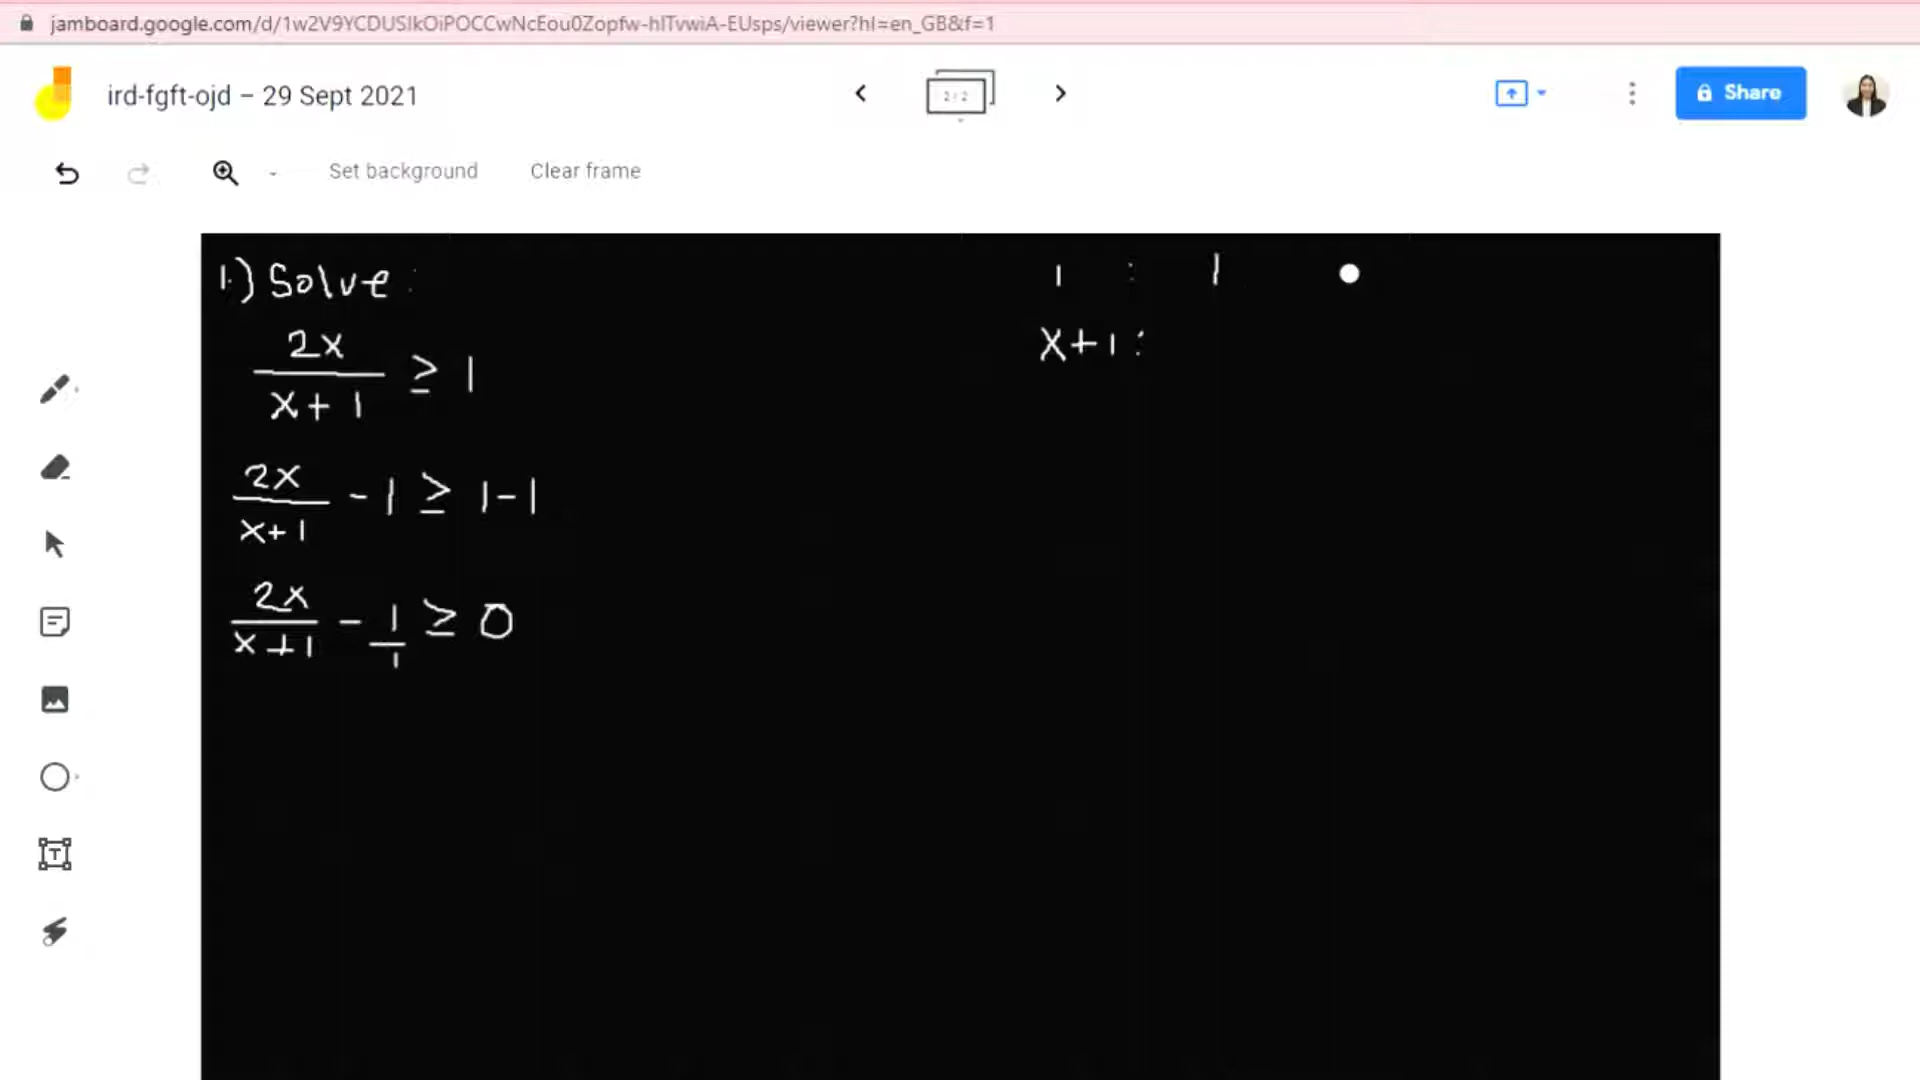 jamboard.google.com/d/1w2V9YCDUSIkOiPOCCwNcEou0Zopfw-hITvwiA-EUsps/viewer?hl=en_GB&f=1
ird-fgft-ojd – 29 Sept 2021
2 / 2
Share
Set background
Clear frame
1.) Solve :
2x
x + 1
≥ 1
2x
x+1
- 1 ≥ 1 - 1
2x
x+1
- 1
1
≥ 0
1 : 1
x+1 :